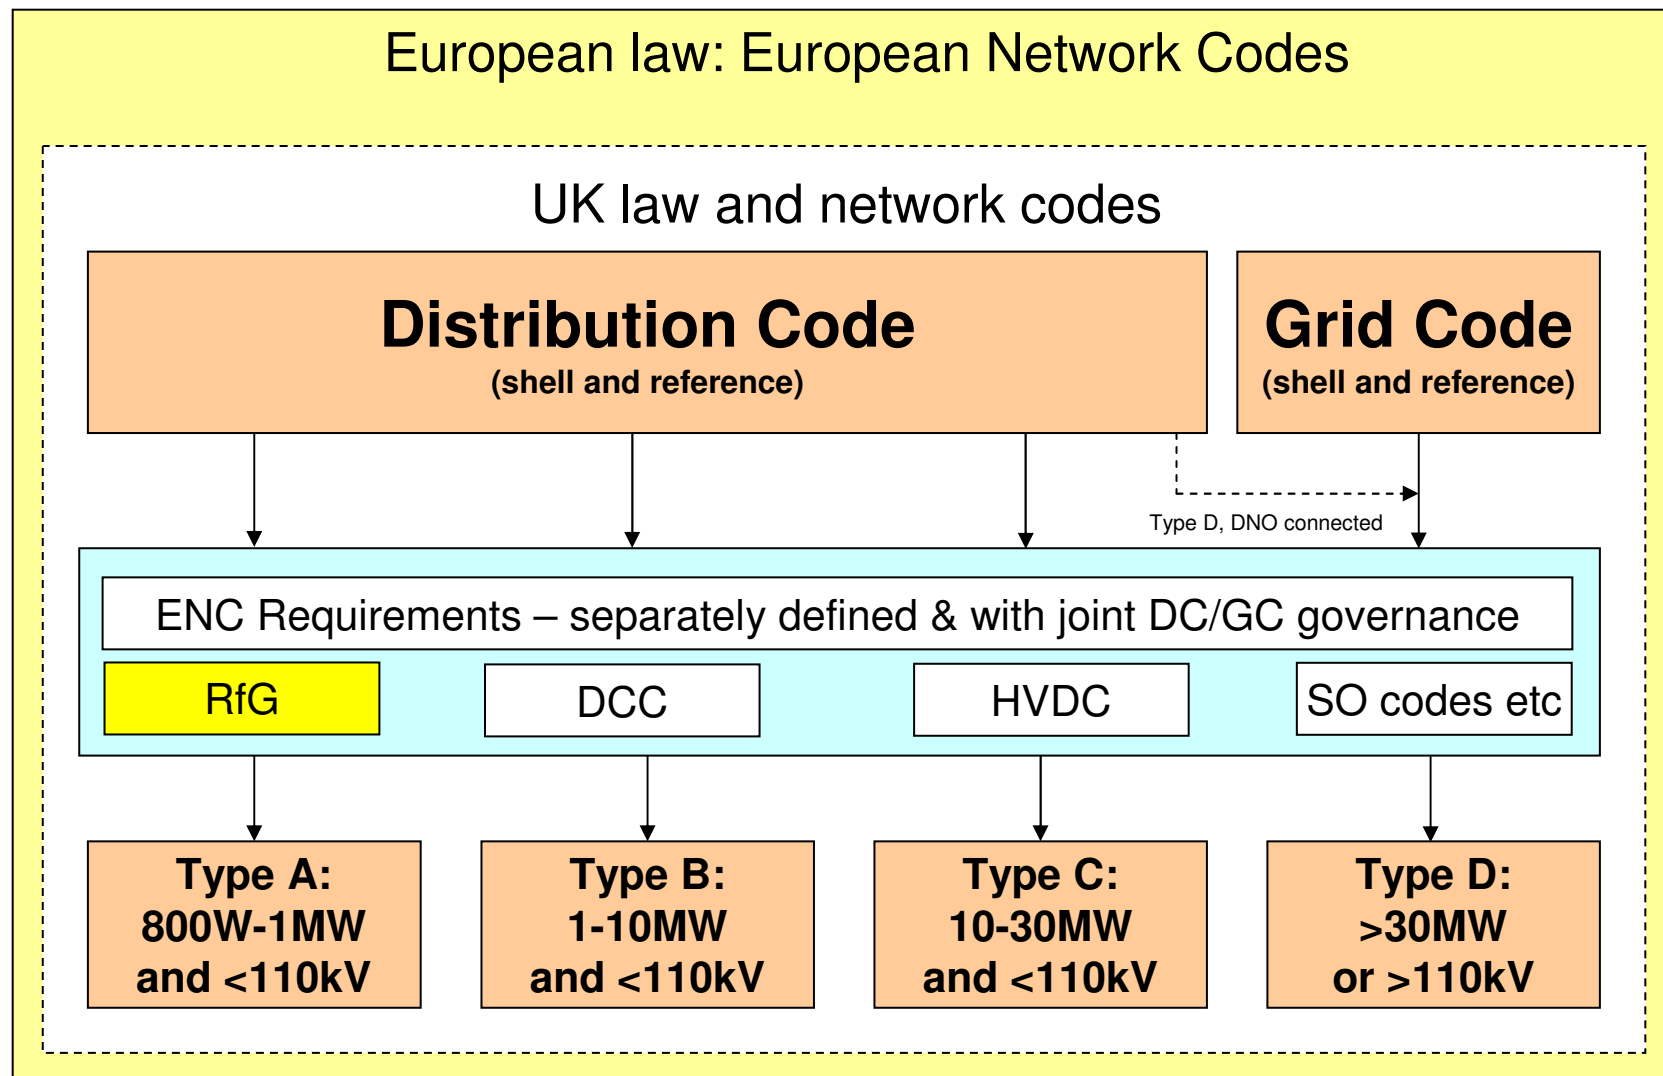 European law: European Network Codes
UK law and network codes
Distribution Code
(shell and reference)
Grid Code
(shell and reference)
Type D, DNO connected
ENC Requirements – separately defined & with joint DC/GC governance
RfG
DCC
HVDC
SO codes etc
Type A:
800W-1MW
and <110kV
Type B:
1-10MW
and <110kV
Type C:
10-30MW
and <110kV
Type D:
>30MW
or >110kV